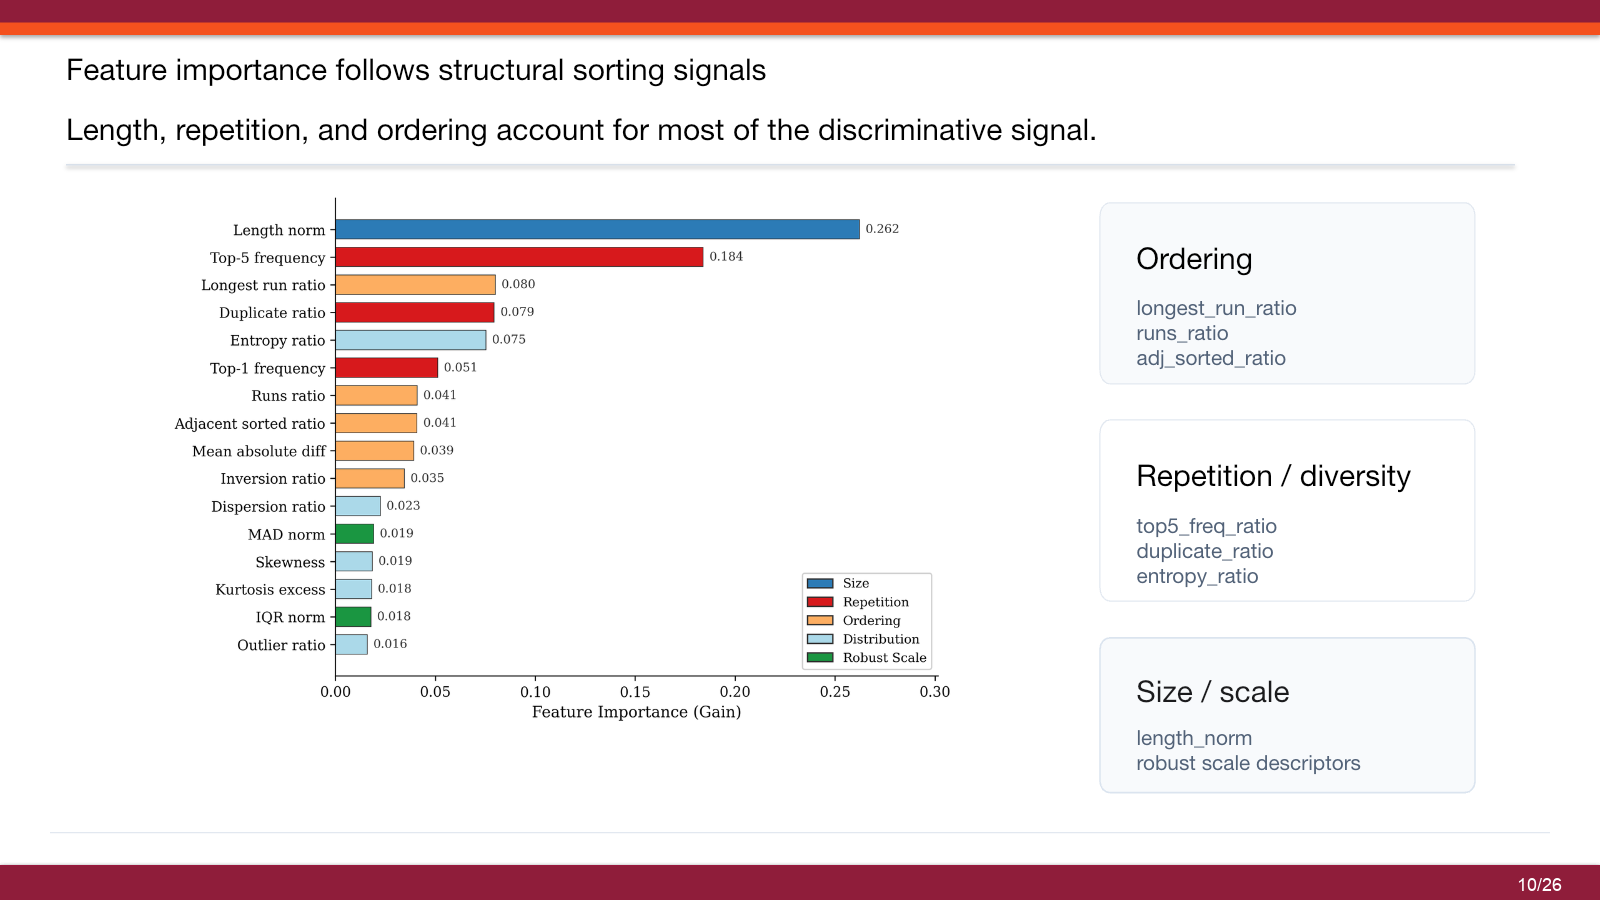 Feature importance follows structural sorting signals
Length, repetition, and ordering account for most of the discriminative signal.
Length norm 0.262
Top-5 frequency 0.184
Longest run ratio 0.080
Duplicate ratio 0.079
Entropy ratio 0.075
Top-1 frequency 0.051
Runs ratio 0.041
Adjacent sorted ratio 0.041
Mean absolute diff 0.039
Inversion ratio 0.035
Dispersion ratio 0.023
MAD norm 0.019
Skewness 0.019
Kurtosis excess 0.018
IQR norm 0.018
Outlier ratio 0.016
Size
Repetition
Ordering
Distribution
Robust Scale
0.00 0.05 0.10 0.15 0.20 0.25 0.30
Feature Importance (Gain)
Ordering
longest_run_ratio
runs_ratio
adj_sorted_ratio
Repetition / diversity
top5_freq_ratio
duplicate_ratio
entropy_ratio
Size / scale
length_norm
robust scale descriptors
10/26